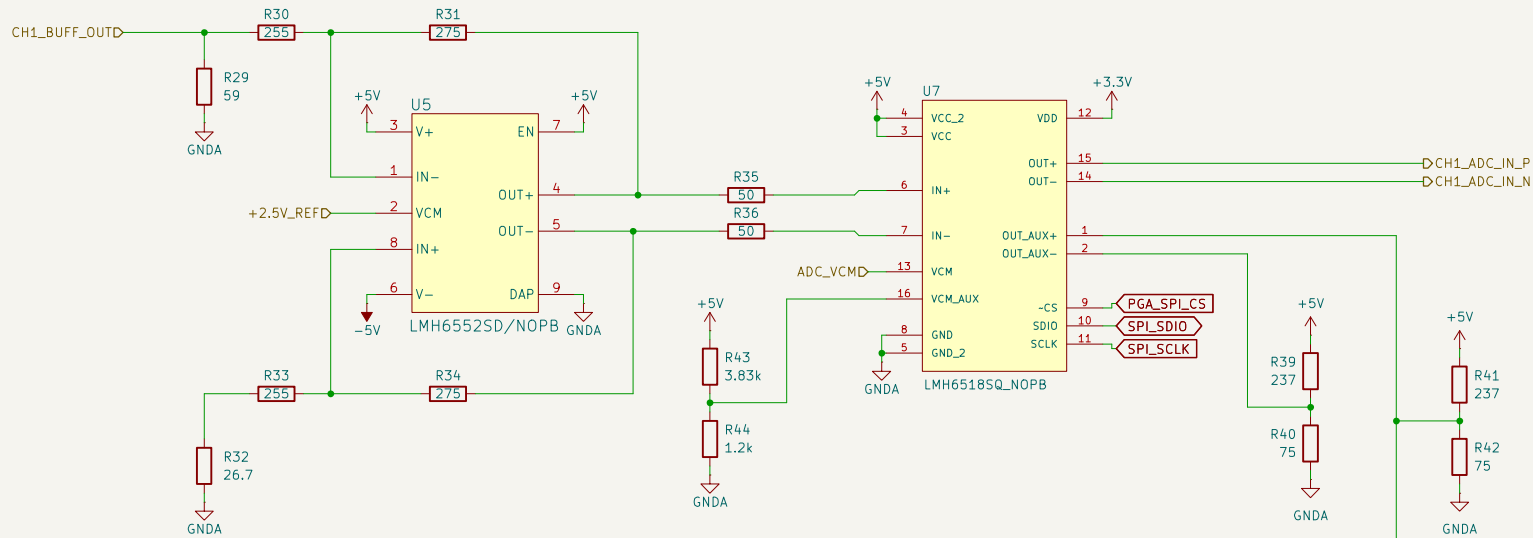 CH1_BUFF_OUT
R30
255
R31
275
R29
59
GNDA
+5V
U5
+5V
3
V+
EN
7
1
IN-
OUT+
4
+2.5V_REF
2
VCM
OUT-
5
8
IN+
6
V-
DAP
9
-5V
LMH6552SD/NOPB
GNDA
R33
255
R34
275
R32
26.7
GNDA
R35
50
R36
50
+5V
U7
+3.3V
4
VCC_2
VDD
12
3
VCC
OUT+
15
CH1_ADC_IN_P
OUT-
14
CH1_ADC_IN_N
6
IN+
7
IN-
OUT_AUX+
1
OUT_AUX-
2
ADC_VCM
13
VCM
16
VCM_AUX
~CS
9
PGA_SPI_CS
SDIO
10
SPI_SDIO
8
GND
SCLK
11
SPI_SCLK
5
GND_2
GNDA
LMH6518SQ_NOPB
+5V
R43
3.83k
R44
1.2k
GNDA
+5V
R39
237
R40
75
GNDA
+5V
R41
237
R42
75
GNDA